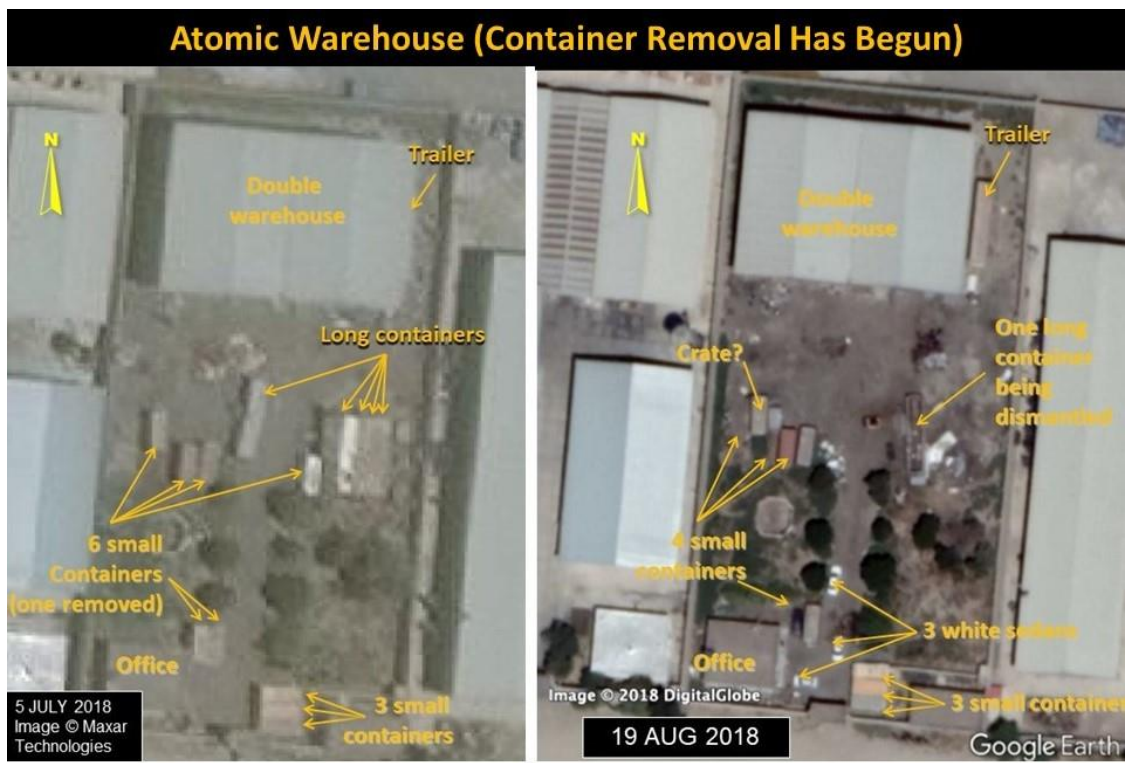 Atomic Warehouse (Container Removal Has Begun)
N
Trailer
Double
warehouse
Long containers
6 small
Containers
(one removed)
Office
3 small
containers
5 JULY 2018
Image © Maxar
Technologies
N
Trailer
Double
warehouse
Crate?
One long
container
being
dismantled
4 small
containers
3 white sedans
Office
3 small container
Image © 2018 DigitalGlobe
19 AUG 2018
Google Earth